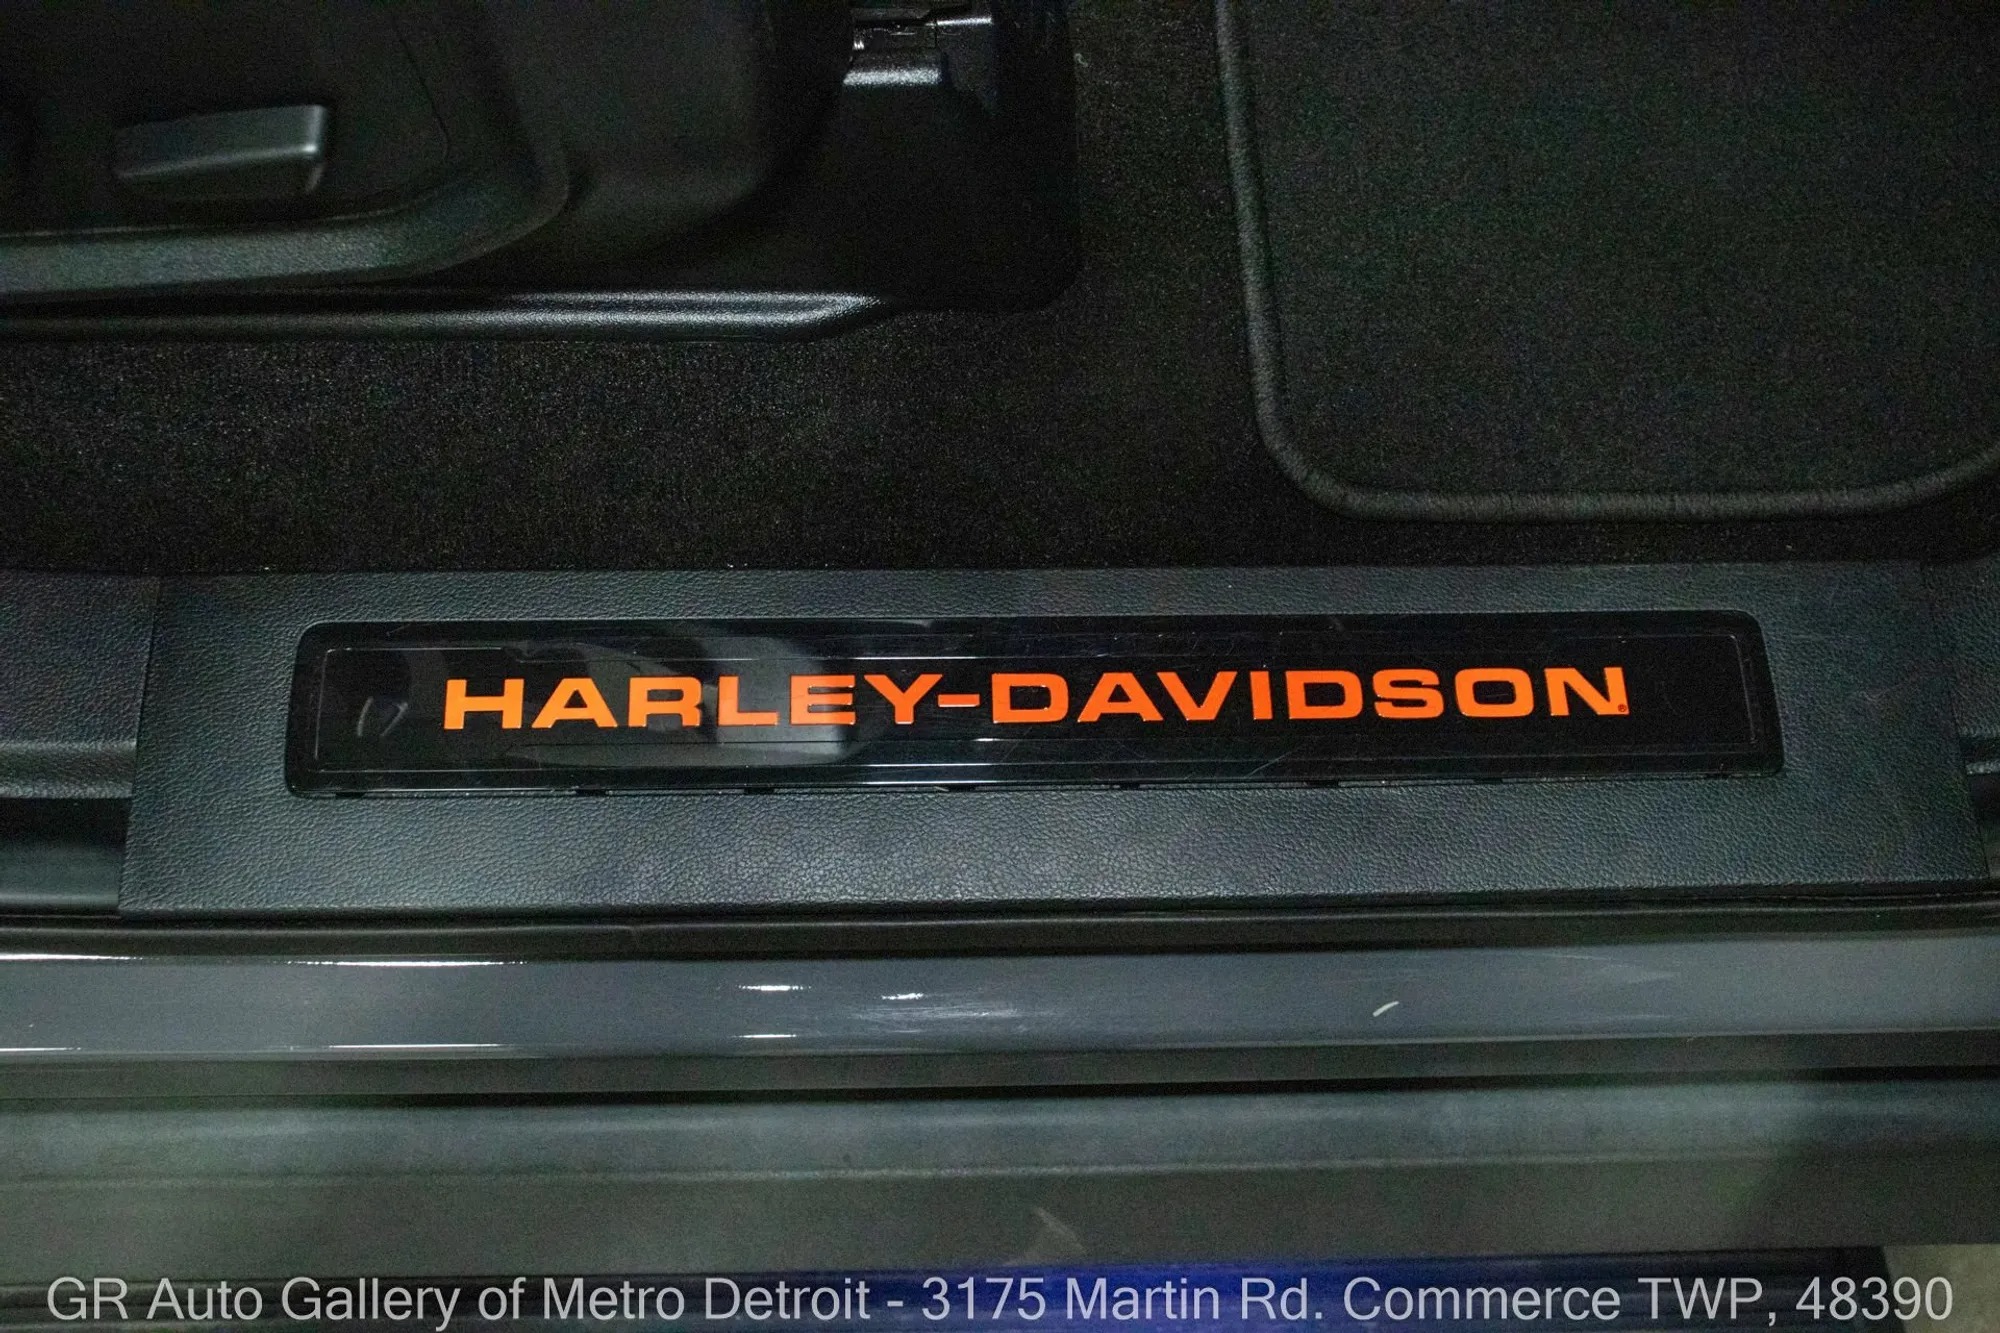 HARLEY-DAVIDSON®
GR Auto Gallery of Metro Detroit - 3175 Martin Rd. Commerce TWP, 48390